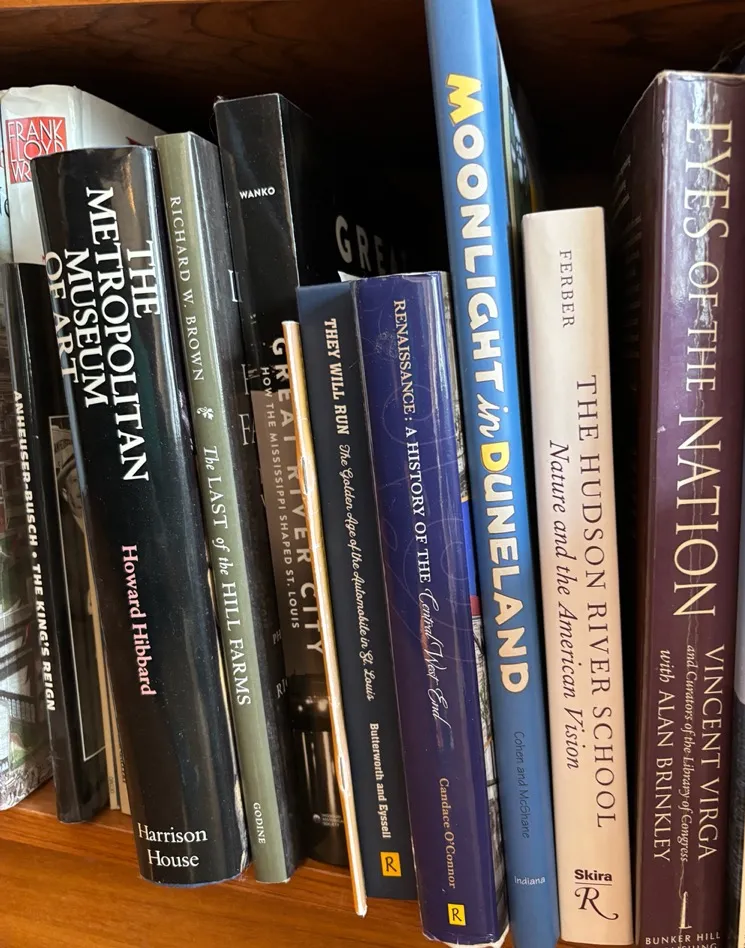 FRANK
LLOYD
ANHEUSER-BUSCH • THE KING'S REIGN
THE
METROPOLITAN
MUSEUM
OF ART
Howard Hibbard
Harrison
House
RICHARD W. BROWN
The LAST of the HILL FARMS
GODINE
WANKO
GREAT RIVER CITY
HOW THE MISSISSIPPI SHAPED ST. LOUIS
THEY WILL RUN The Golden Age of the Automobile in St. Louis
Butterworth and Eyssell
R
RENAISSANCE: A HISTORY OF THE Central West End
Candace O'Connor
R
MOONLIGHT in DUNELAND
Cohen and McShane
Indiana
FERBER
THE HUDSON RIVER SCHOOL
Nature and the American Vision
Skira
R
EYES OF THE NATION
VINCENT VIRGA
and Curators of the Library of Congress
with ALAN BRINKLEY
BUNKER HILL